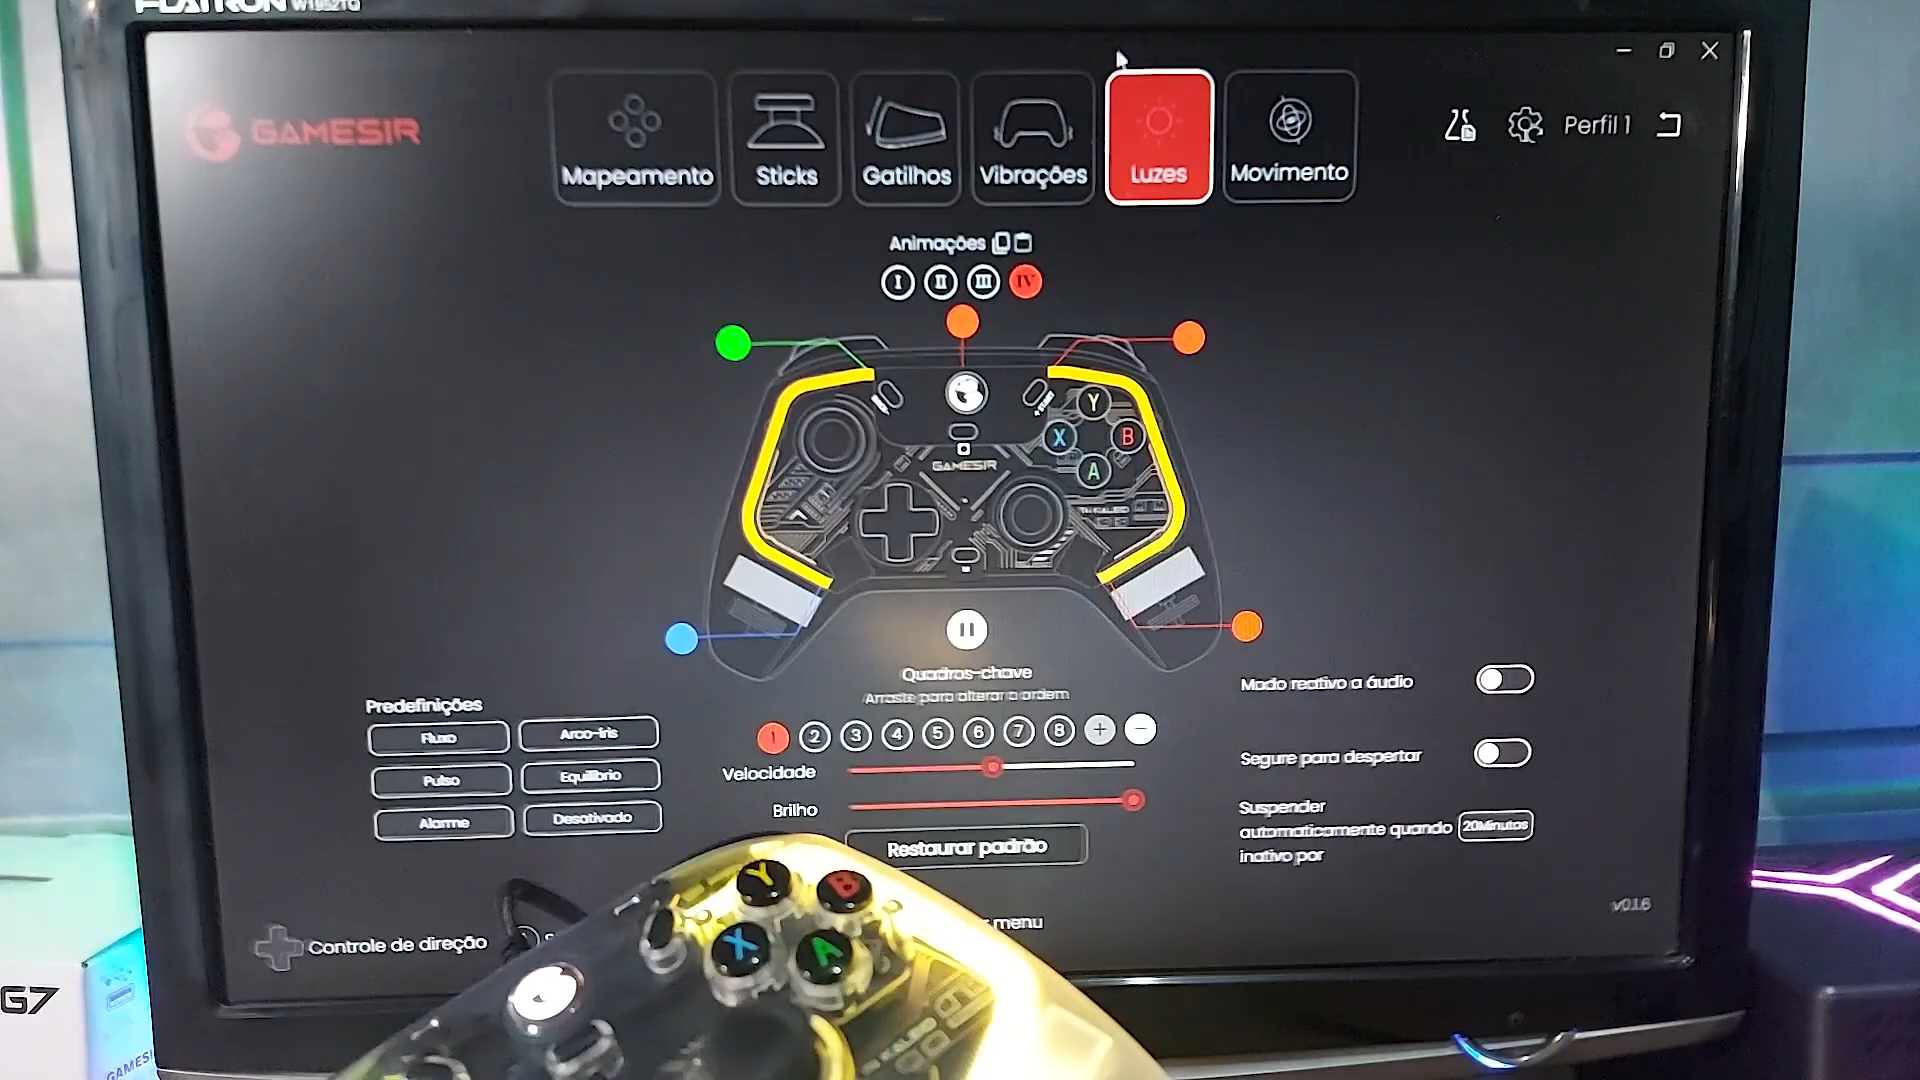 FLATRON W1952TQ
GAMESIR
Mapeamento
Sticks
Gatilhos
Vibrações
Luzes
Movimento
Perfil 1
Animações
I II III IV
Y
X B
A
GAMESIR
Quadros-chave
Arraste para alterar a ordem
1 2 3 4 5 6 7 8 + −
Velocidade
Brilho
Restaurar padrão
Predefinições
Fluxo
Arco-íris
Pulso
Equilíbrio
Alarme
Desativado
Modo reativo a áudio
Segure para despertar
Suspender
automaticamente quando
inativo por
20Minutos
v0.1.6
Controle de direção
menu
Y B
X A
G7
GAMESI